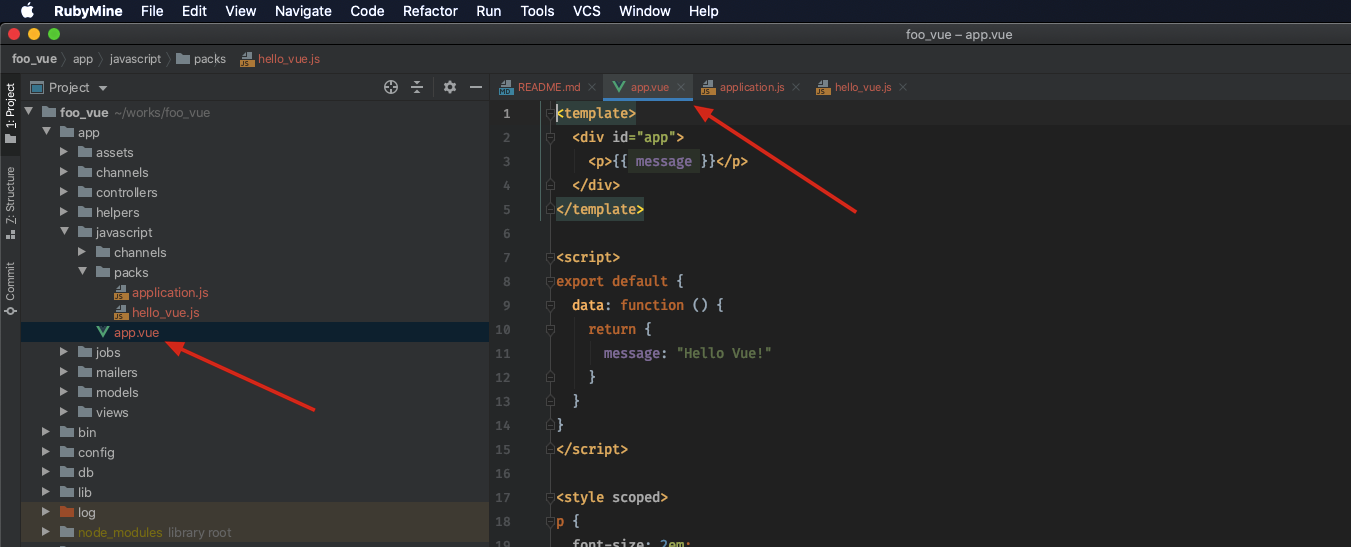 RubyMine File Edit View Navigate Code Refactor Run Tools VCS Window Help
foo_vue – app.vue
foo_vue app javascript packs hello_vue.js
1: Project
Z: Structure
Commit
Project
foo_vue ~/works/foo_vue
app
assets
channels
controllers
helpers
javascript
channels
packs
application.js
hello_vue.js
app.vue
jobs
mailers
models
views
bin
config
db
lib
log
node_modules library root
README.md app.vue application.js hello_vue.js
1 <template>
2 <div id="app">
3 <p>{{ message }}</p>
4 </div>
5 </template>
6
7 <script>
8 export default {
9 data: function () {
10 return {
11 message: "Hello Vue!"
12 }
13 }
14 }
15 </script>
16
17 <style scoped>
18 p {
19 font-size: 2em;